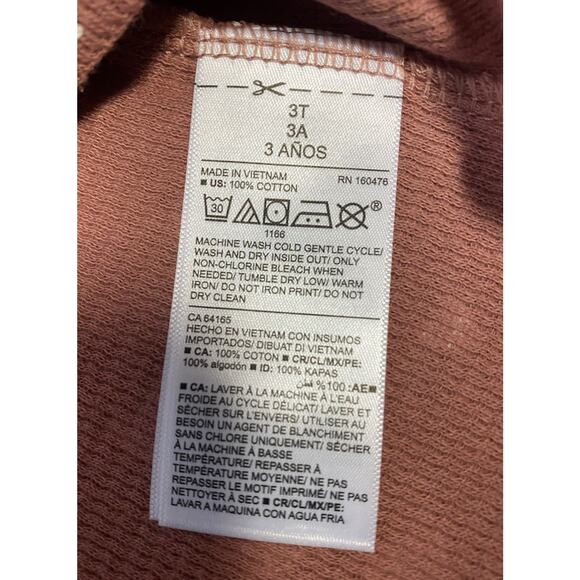 3T
3A
3 AÑOS
MADE IN VIETNAM RN 160476
■ US: 100% COTTON
30 ®
1166
MACHINE WASH COLD GENTLE CYCLE/
WASH AND DRY INSIDE OUT/ ONLY
NON-CHLORINE BLEACH WHEN
NEEDED/ TUMBLE DRY LOW/ WARM
IRON/ DO NOT IRON PRINT/ DO NOT
DRY CLEAN
CA 64165
HECHO EN VIETNAM CON INSUMOS
IMPORTADOS/ DIBUAT DI VIETNAM
■ CA: 100% COTON ■ CR/CL/MX/PE:
100% algodón ■ ID: 100% KAPAS
■ AE: 100% قطن
■ CA: LAVER À LA MACHINE À L'EAU
FROIDE AU CYCLE DÉLICAT/ LAVER ET
SÉCHER SUR L'ENVERS/ UTILISER AU
BESOIN UN AGENT DE BLANCHIMENT
SANS CHLORE UNIQUEMENT/ SÉCHER
À LA MACHINE À BASSE
TEMPÉRATURE/ REPASSER À
TEMPÉRATURE MOYENNE/ NE PAS
REPASSER LE MOTIF IMPRIMÉ/ NE PAS
NETTOYER À SEC ■ CR/CL/MX/PE:
LAVAR A MAQUINA CON AGUA FRIA